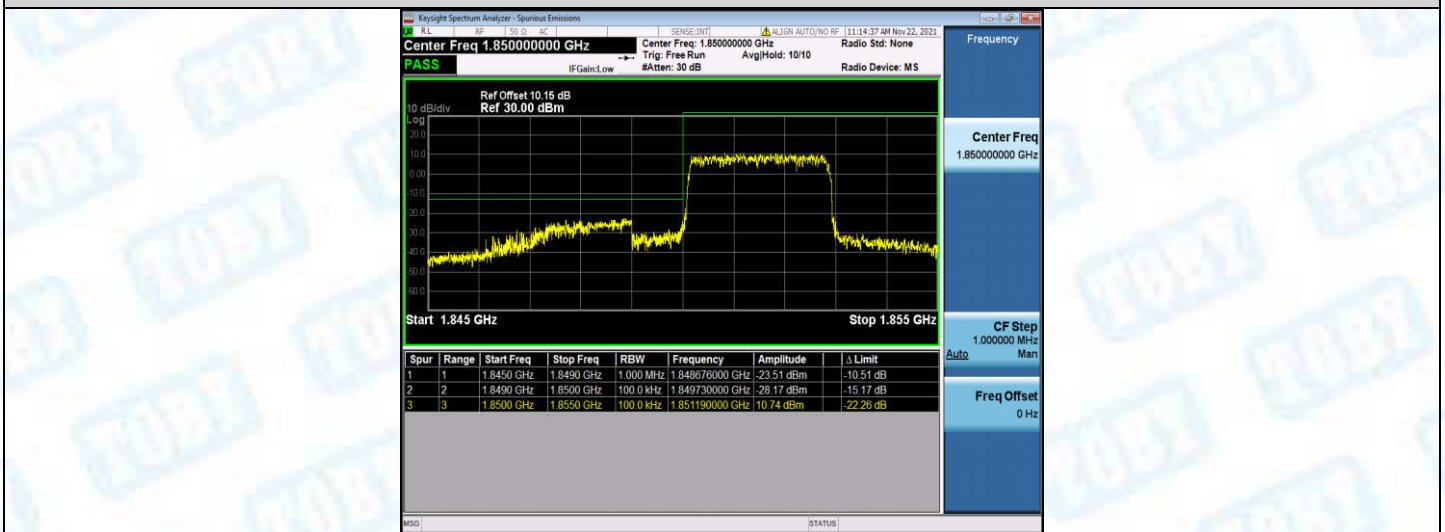 Keysight Spectrum Analyzer - Spurious Emissions
RL RF 50 Ω AC SENSE:INT ALIGN AUTO/NO RF 11:14:37 AM Nov 22, 2021
Center Freq 1.850000000 GHz
Center Freq: 1.850000000 GHz Radio Std: None
Trig: Free Run Avg|Hold: 10/10
PASS IFGain:Low #Atten: 30 dB Radio Device: MS
Frequency
Ref Offset 10.15 dB
10 dB/div Ref 30.00 dBm
Log
20.0
10.0
0.00
-10.0
-20.0
-30.0
-40.0
-50.0
-60.0
Start 1.845 GHz Stop 1.855 GHz
Center Freq
1.850000000 GHz
CF Step
1.000000 MHz
Auto Man
Freq Offset
0 Hz
Spur Range Start Freq Stop Freq RBW Frequency Amplitude Δ Limit
1 1 1.8450 GHz 1.8490 GHz 1.000 MHz 1.848676000 GHz -23.51 dBm -10.51 dB
2 2 1.8490 GHz 1.8500 GHz 100.0 kHz 1.849730000 GHz -28.17 dBm -15.17 dB
3 3 1.8500 GHz 1.8550 GHz 100.0 kHz 1.851190000 GHz 10.74 dBm -22.26 dB
MSG STATUS